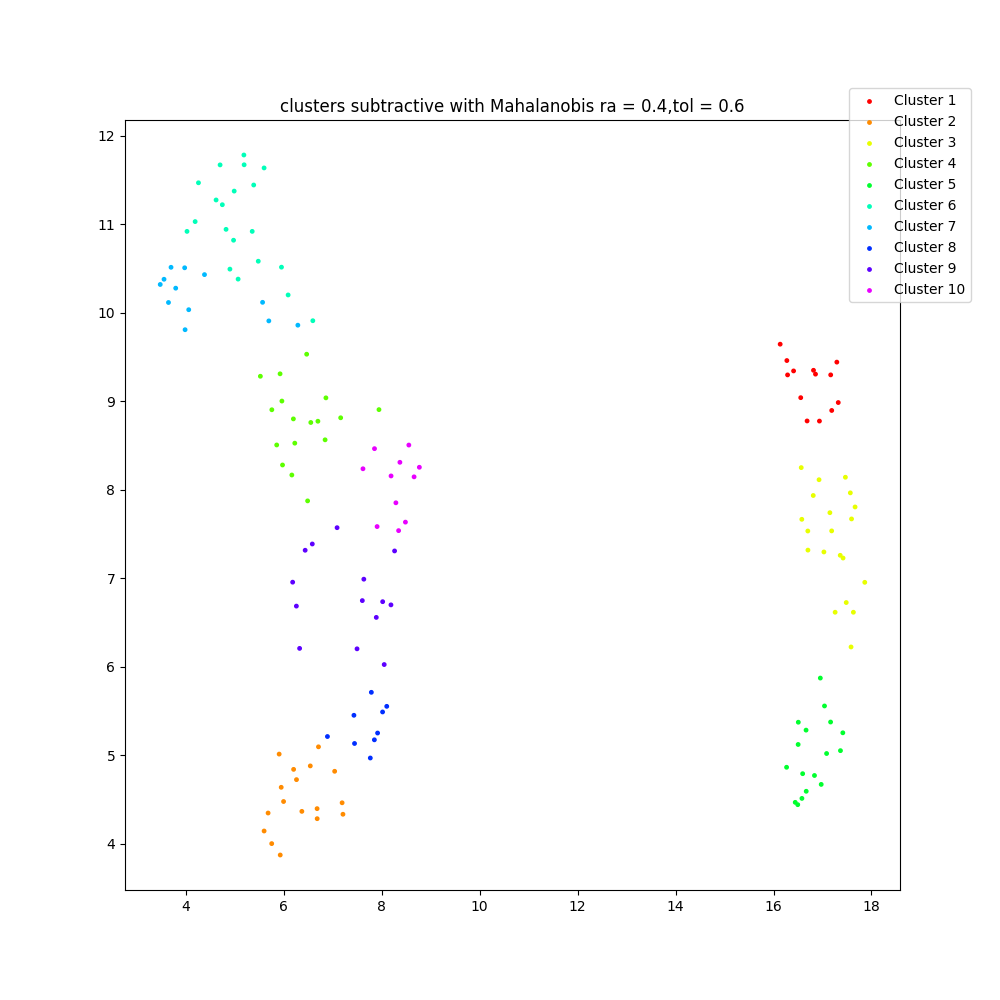 clusters subtractive with Mahalanobis ra = 0.4,tol = 0.6
Cluster 1
Cluster 2
Cluster 3
Cluster 4
Cluster 5
Cluster 6
Cluster 7
Cluster 8
Cluster 9
Cluster 10
12
11
10
9
8
7
6
5
4
4 6 8 10 12 14 16 18